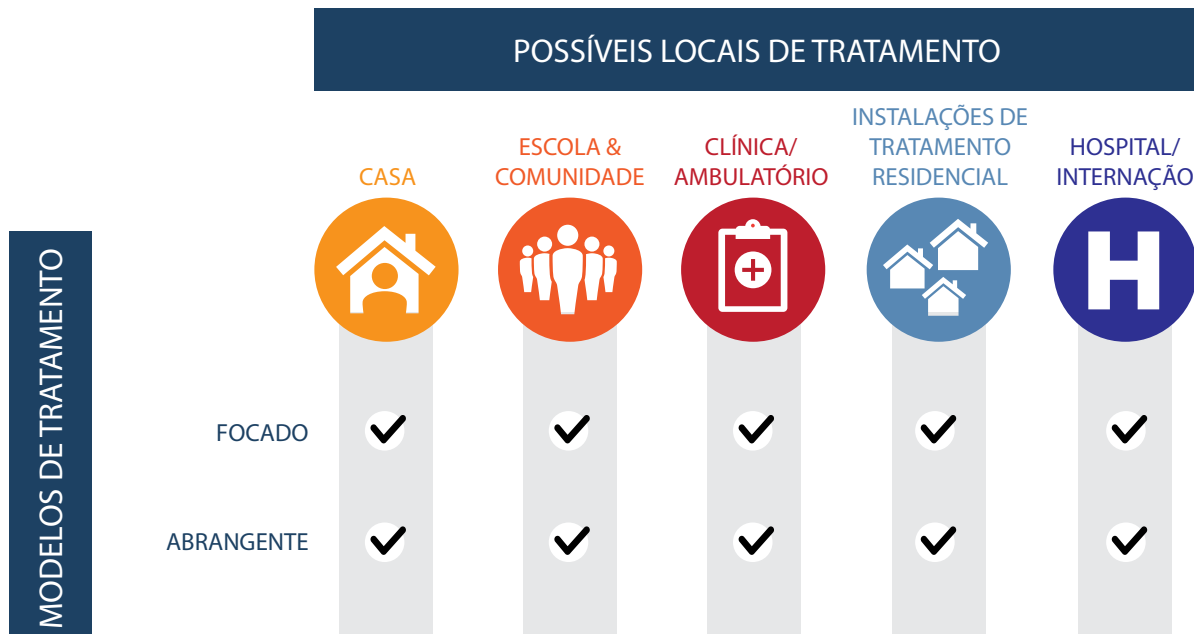 POSSÍVEIS LOCAIS DE TRATAMENTO
CASA
ESCOLA &
COMUNIDADE
CLÍNICA/
AMBULATÓRIO
INSTALAÇÕES DE
TRATAMENTO
RESIDENCIAL
HOSPITAL/
INTERNAÇÃO
H
MODELOS DE TRATAMENTO
FOCADO
ABRANGENTE